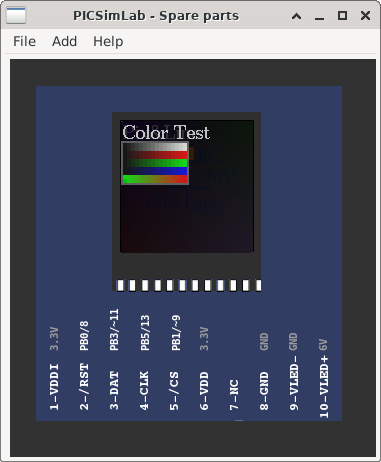 PICSimLab - Spare parts
File Add Help
Color Test
1-VDDI 3.3V
2-/RST PB0/8
3-DAT PB3/~11
4-CLK PB5/13
5-/CS PB1/~9
6-VDD 3.3V
7-NC
8-GND GND
9-VLED- GND
10-VLED+ 6V